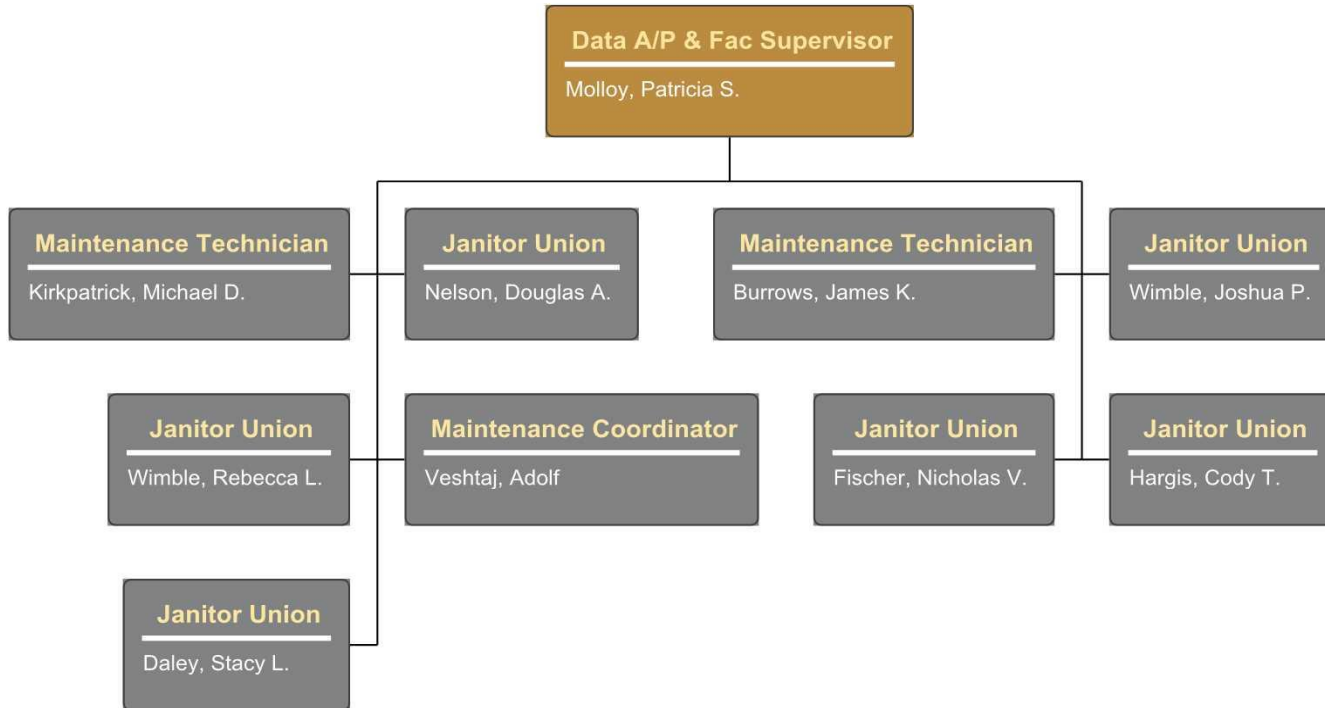 Data A/P & Fac Supervisor
Molloy, Patricia S.
Maintenance Technician
Kirkpatrick, Michael D.
Janitor Union
Nelson, Douglas A.
Maintenance Technician
Burrows, James K.
Janitor Union
Wimble, Joshua P.
Janitor Union
Wimble, Rebecca L.
Maintenance Coordinator
Veshtaj, Adolf
Janitor Union
Fischer, Nicholas V.
Janitor Union
Hargis, Cody T.
Janitor Union
Daley, Stacy L.